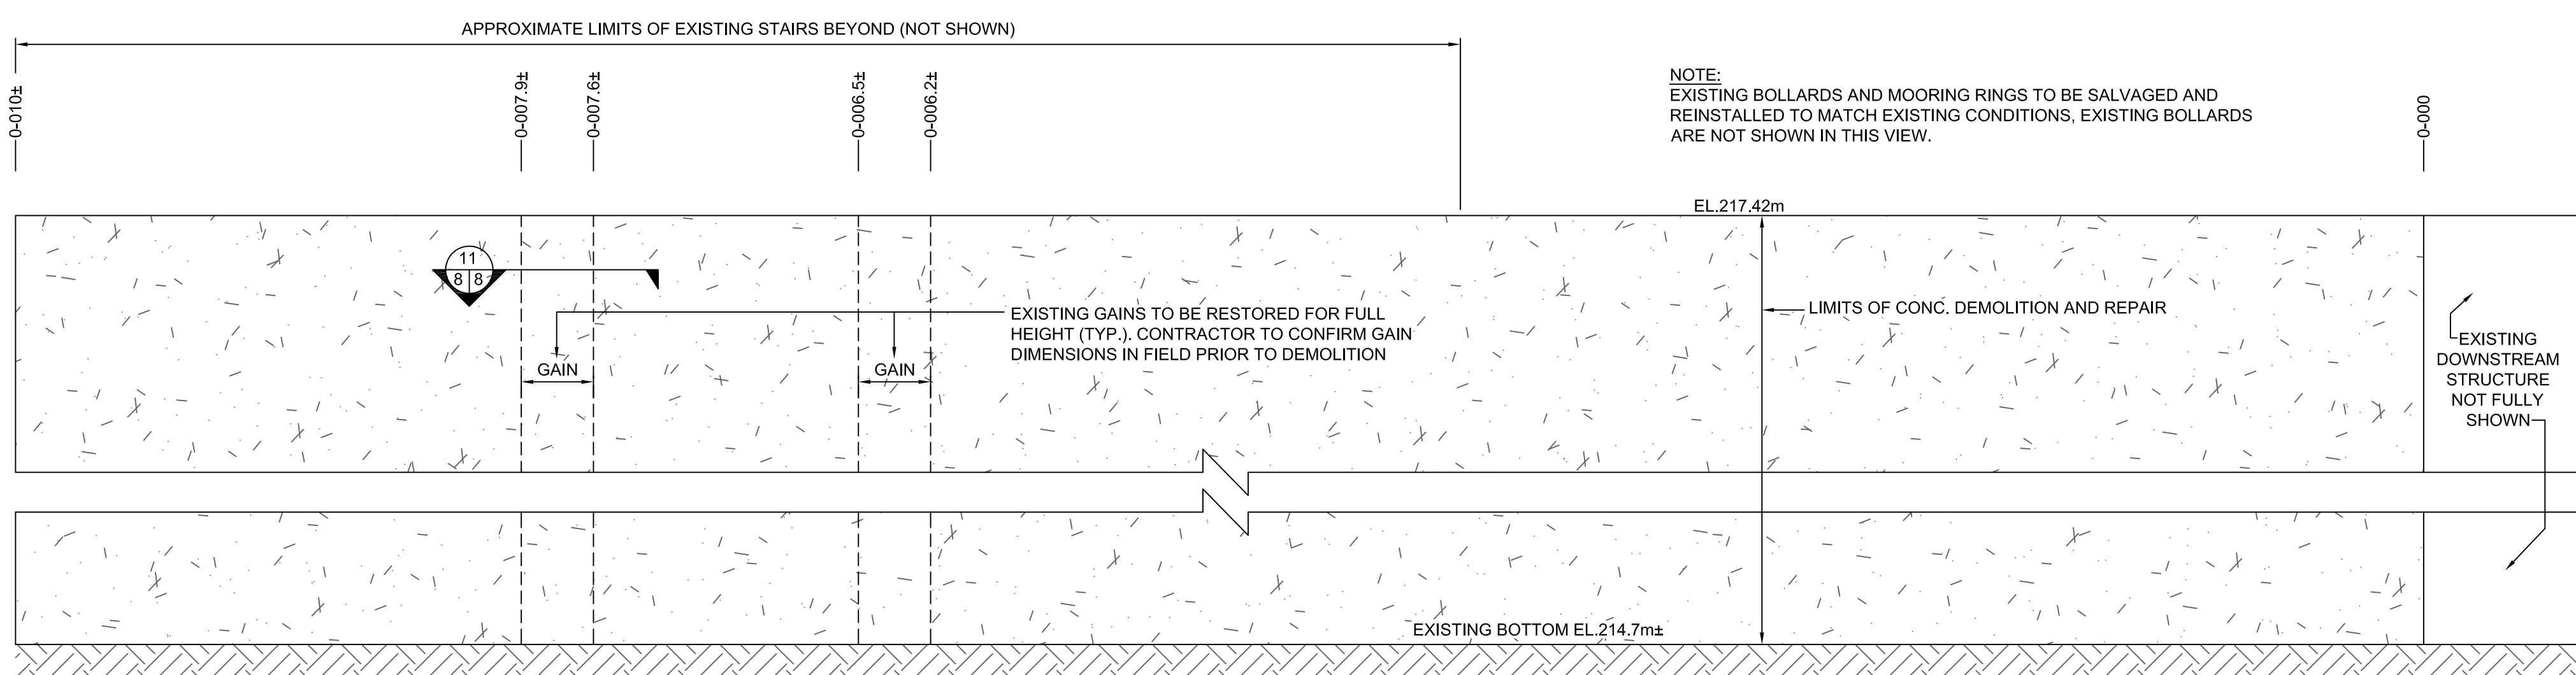 APPROXIMATE LIMITS OF EXISTING STAIRS BEYOND (NOT SHOWN)
0-010±
0-007.9±
0-007.6±
0-006.5±
0-006.2±
NOTE:
EXISTING BOLLARDS AND MOORING RINGS TO BE SALVAGED AND
REINSTALLED TO MATCH EXISTING CONDITIONS, EXISTING BOLLARDS
ARE NOT SHOWN IN THIS VIEW.
0-000
EL.217.42m
11
8 8
EXISTING GAINS TO BE RESTORED FOR FULL
HEIGHT (TYP.). CONTRACTOR TO CONFIRM GAIN
DIMENSIONS IN FIELD PRIOR TO DEMOLITION
GAIN
GAIN
LIMITS OF CONC. DEMOLITION AND REPAIR
EXISTING
DOWNSTREAM
STRUCTURE
NOT FULLY
SHOWN
EXISTING BOTTOM EL.214.7m±